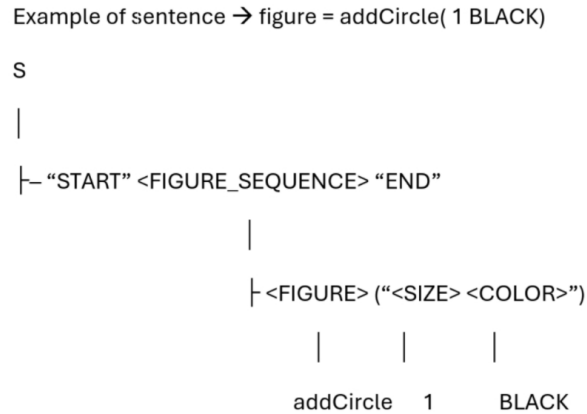 Example of sentence → figure = addCircle( 1 BLACK)
S
|
├– “START” <FIGURE_SEQUENCE> “END”
|
├ <FIGURE> (“<SIZE> <COLOR>”)
| | |
addCircle 1 BLACK